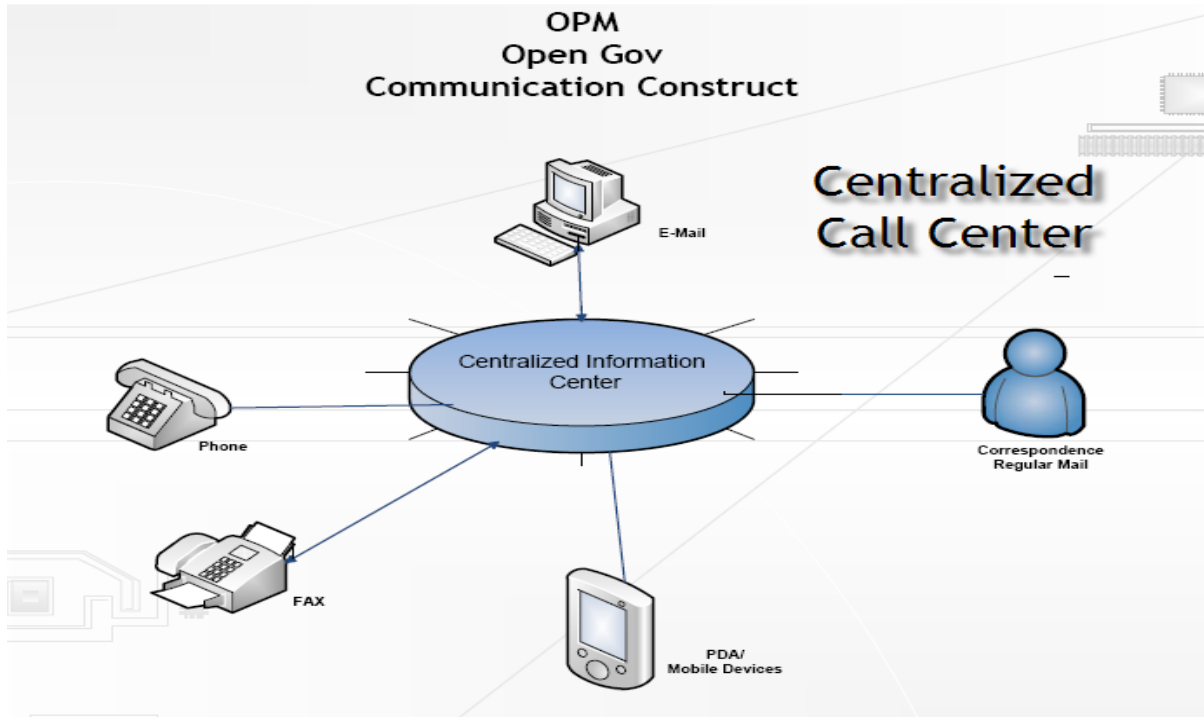 OPM
Open Gov
Communication Construct
Centralized
Call Center
E-Mail
Centralized Information
Center
Phone
Correspondence
Regular Mail
FAX
PDA/
Mobile Devices